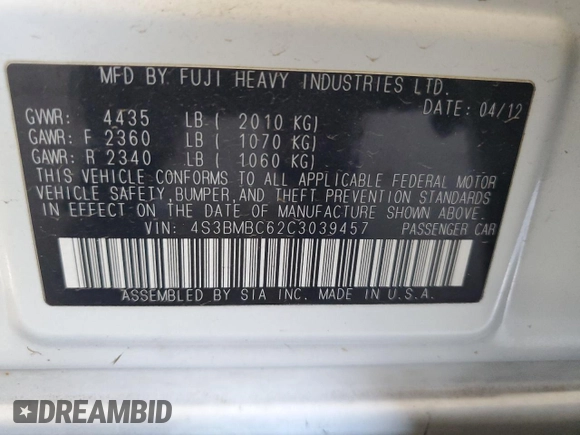 MFD BY FUJI HEAVY INDUSTRIES LTD.
DATE: 04/12
GVWR: 4435 LB ( 2010 KG)
GAWR: F 2360 LB ( 1070 KG)
GAWR: R 2340 LB ( 1060 KG)
THIS VEHICLE CONFORMS TO ALL APPLICABLE FEDERAL MOTOR
VEHICLE SAFETY,BUMPER,AND THEFT PREVENTION STANDARDS
IN EFFECT ON THE DATE OF MANUFACTURE SHOWN ABOVE.
VIN: 4S3BMBC62C3039457 PASSENGER CAR
ASSEMBLED BY SIA INC. MADE IN U.S.A.
DREAMBID